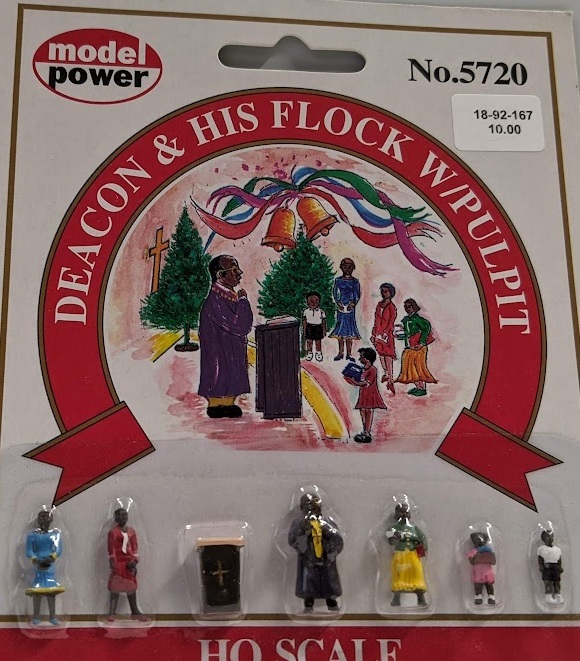 model
power
No.5720
18-92-167
10.00
DEACON & HIS FLOCK W/PULPIT
HO SCALE